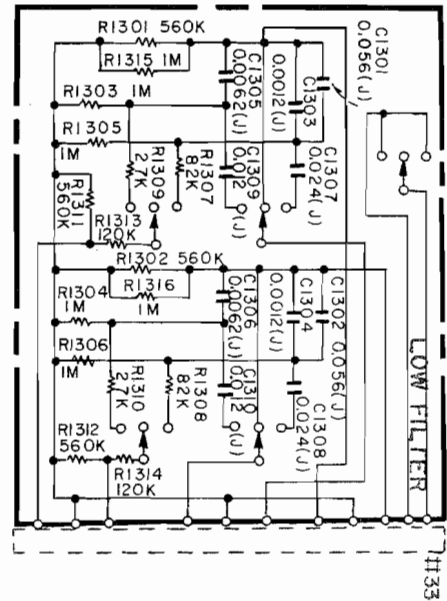 R1301 560K
R1315 1M
R1303 1M
R1305
1M
R1311
560K
R1313
120K
R1309
2.7K
R1307
82K
C1305
0.0062(J)
C1309
0.012
(J)
C1303
0.0012(J)
C1301
0.056(J)
C1307
0.024(J)
R1302 560K
R1316
1M
R1304
1M
R1306
1M
R1310
2.7K
R1308
82K
R1312
560K
R1314
120K
C1306
0.0062(J)
C1310
0.012
(J)
C1304
0.0012(J)
C1302 0.056(J)
C1308
0.024(J)
LOW FILTER
#33